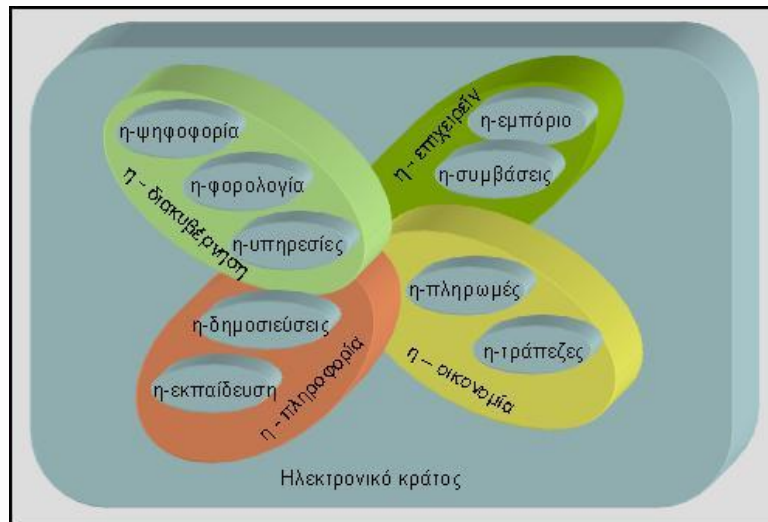 η-ψηφοφορία
η-φορολογία
η-υπηρεσίες
η - διακυβέρνηση
η - επιχειρείν
η-εμπόριο
η-συμβάσεις
η-πληρωμές
η-τράπεζες
η - οικονομία
η-δημοσιεύσεις
η-εκπαίδευση
η - πληροφορία
Ηλεκτρονικό κράτος